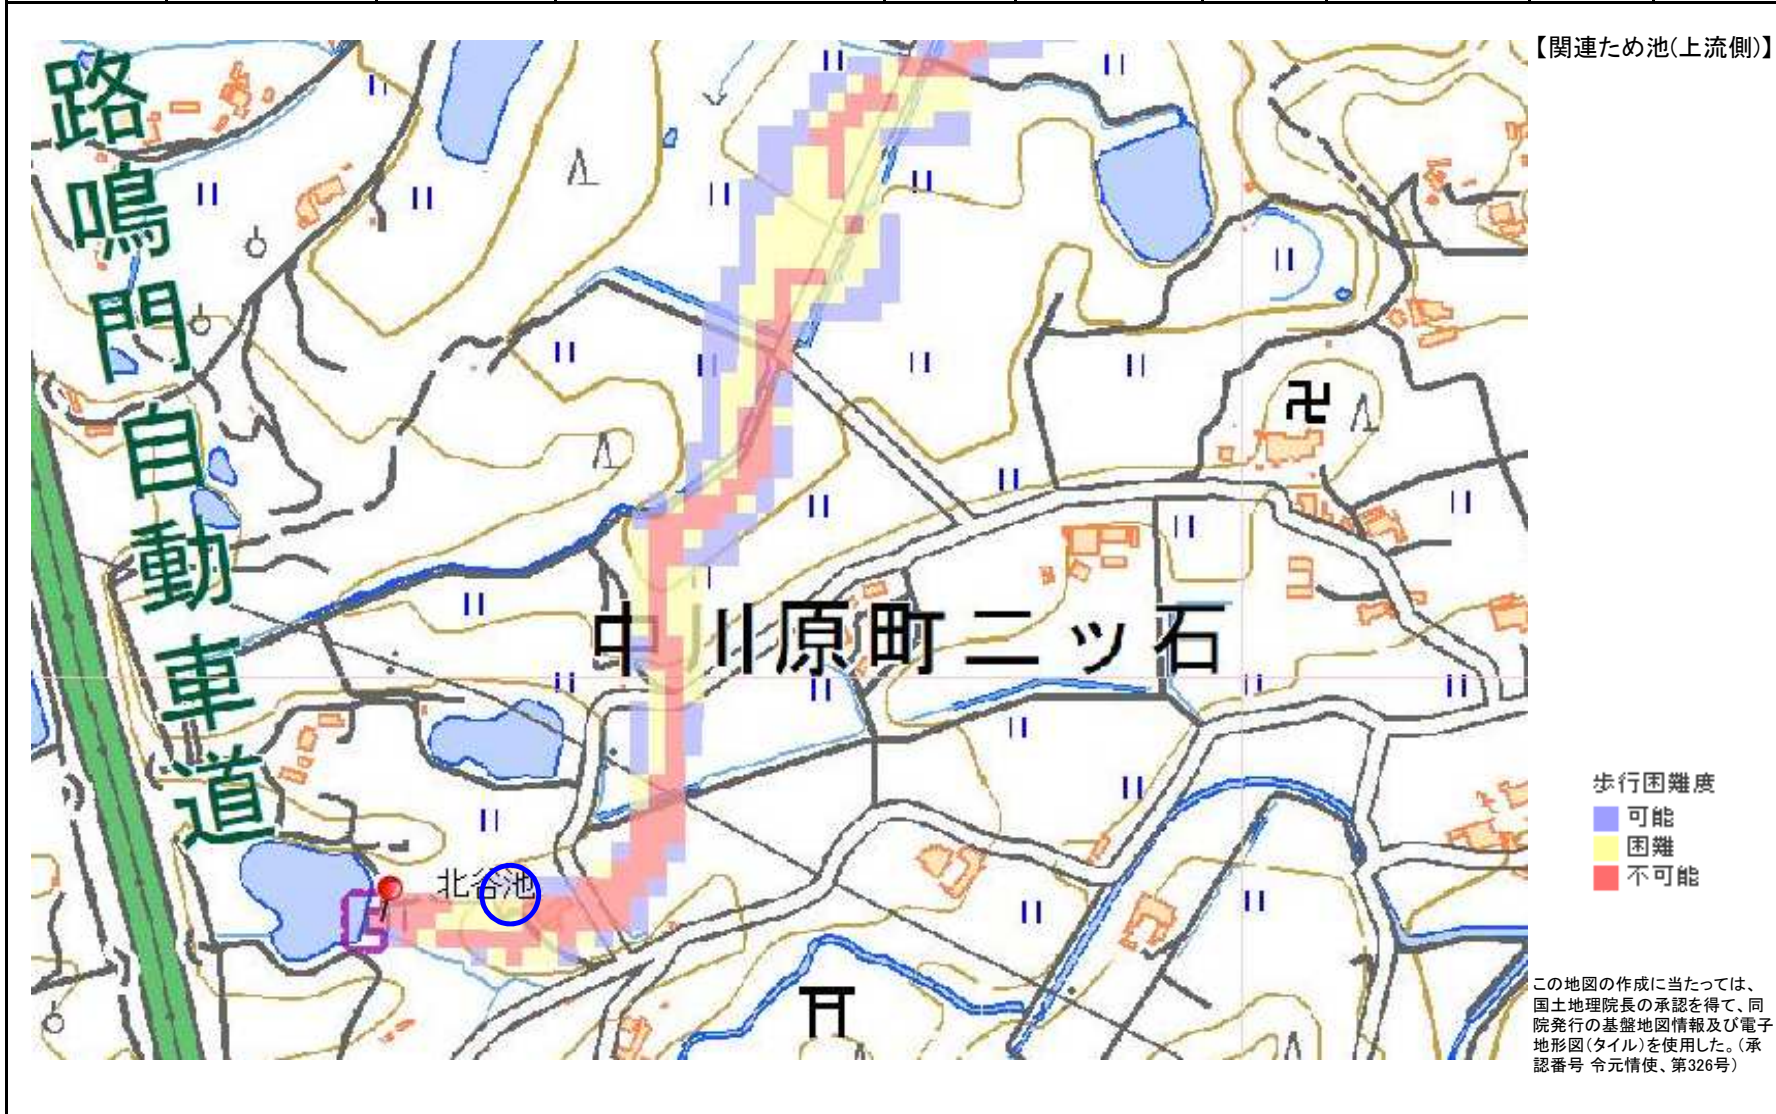 【関連ため池(上流側)】
路鳴門自動車道
中川原町二ッ石
北谷池
歩行困難度
可能
困難
不可能
この地図の作成に当たっては、
国土地理院長の承認を得て、同
院発行の基盤地図情報及び電子
地形図(タイル)を使用した。(承
認番号 令元情使、第326号)